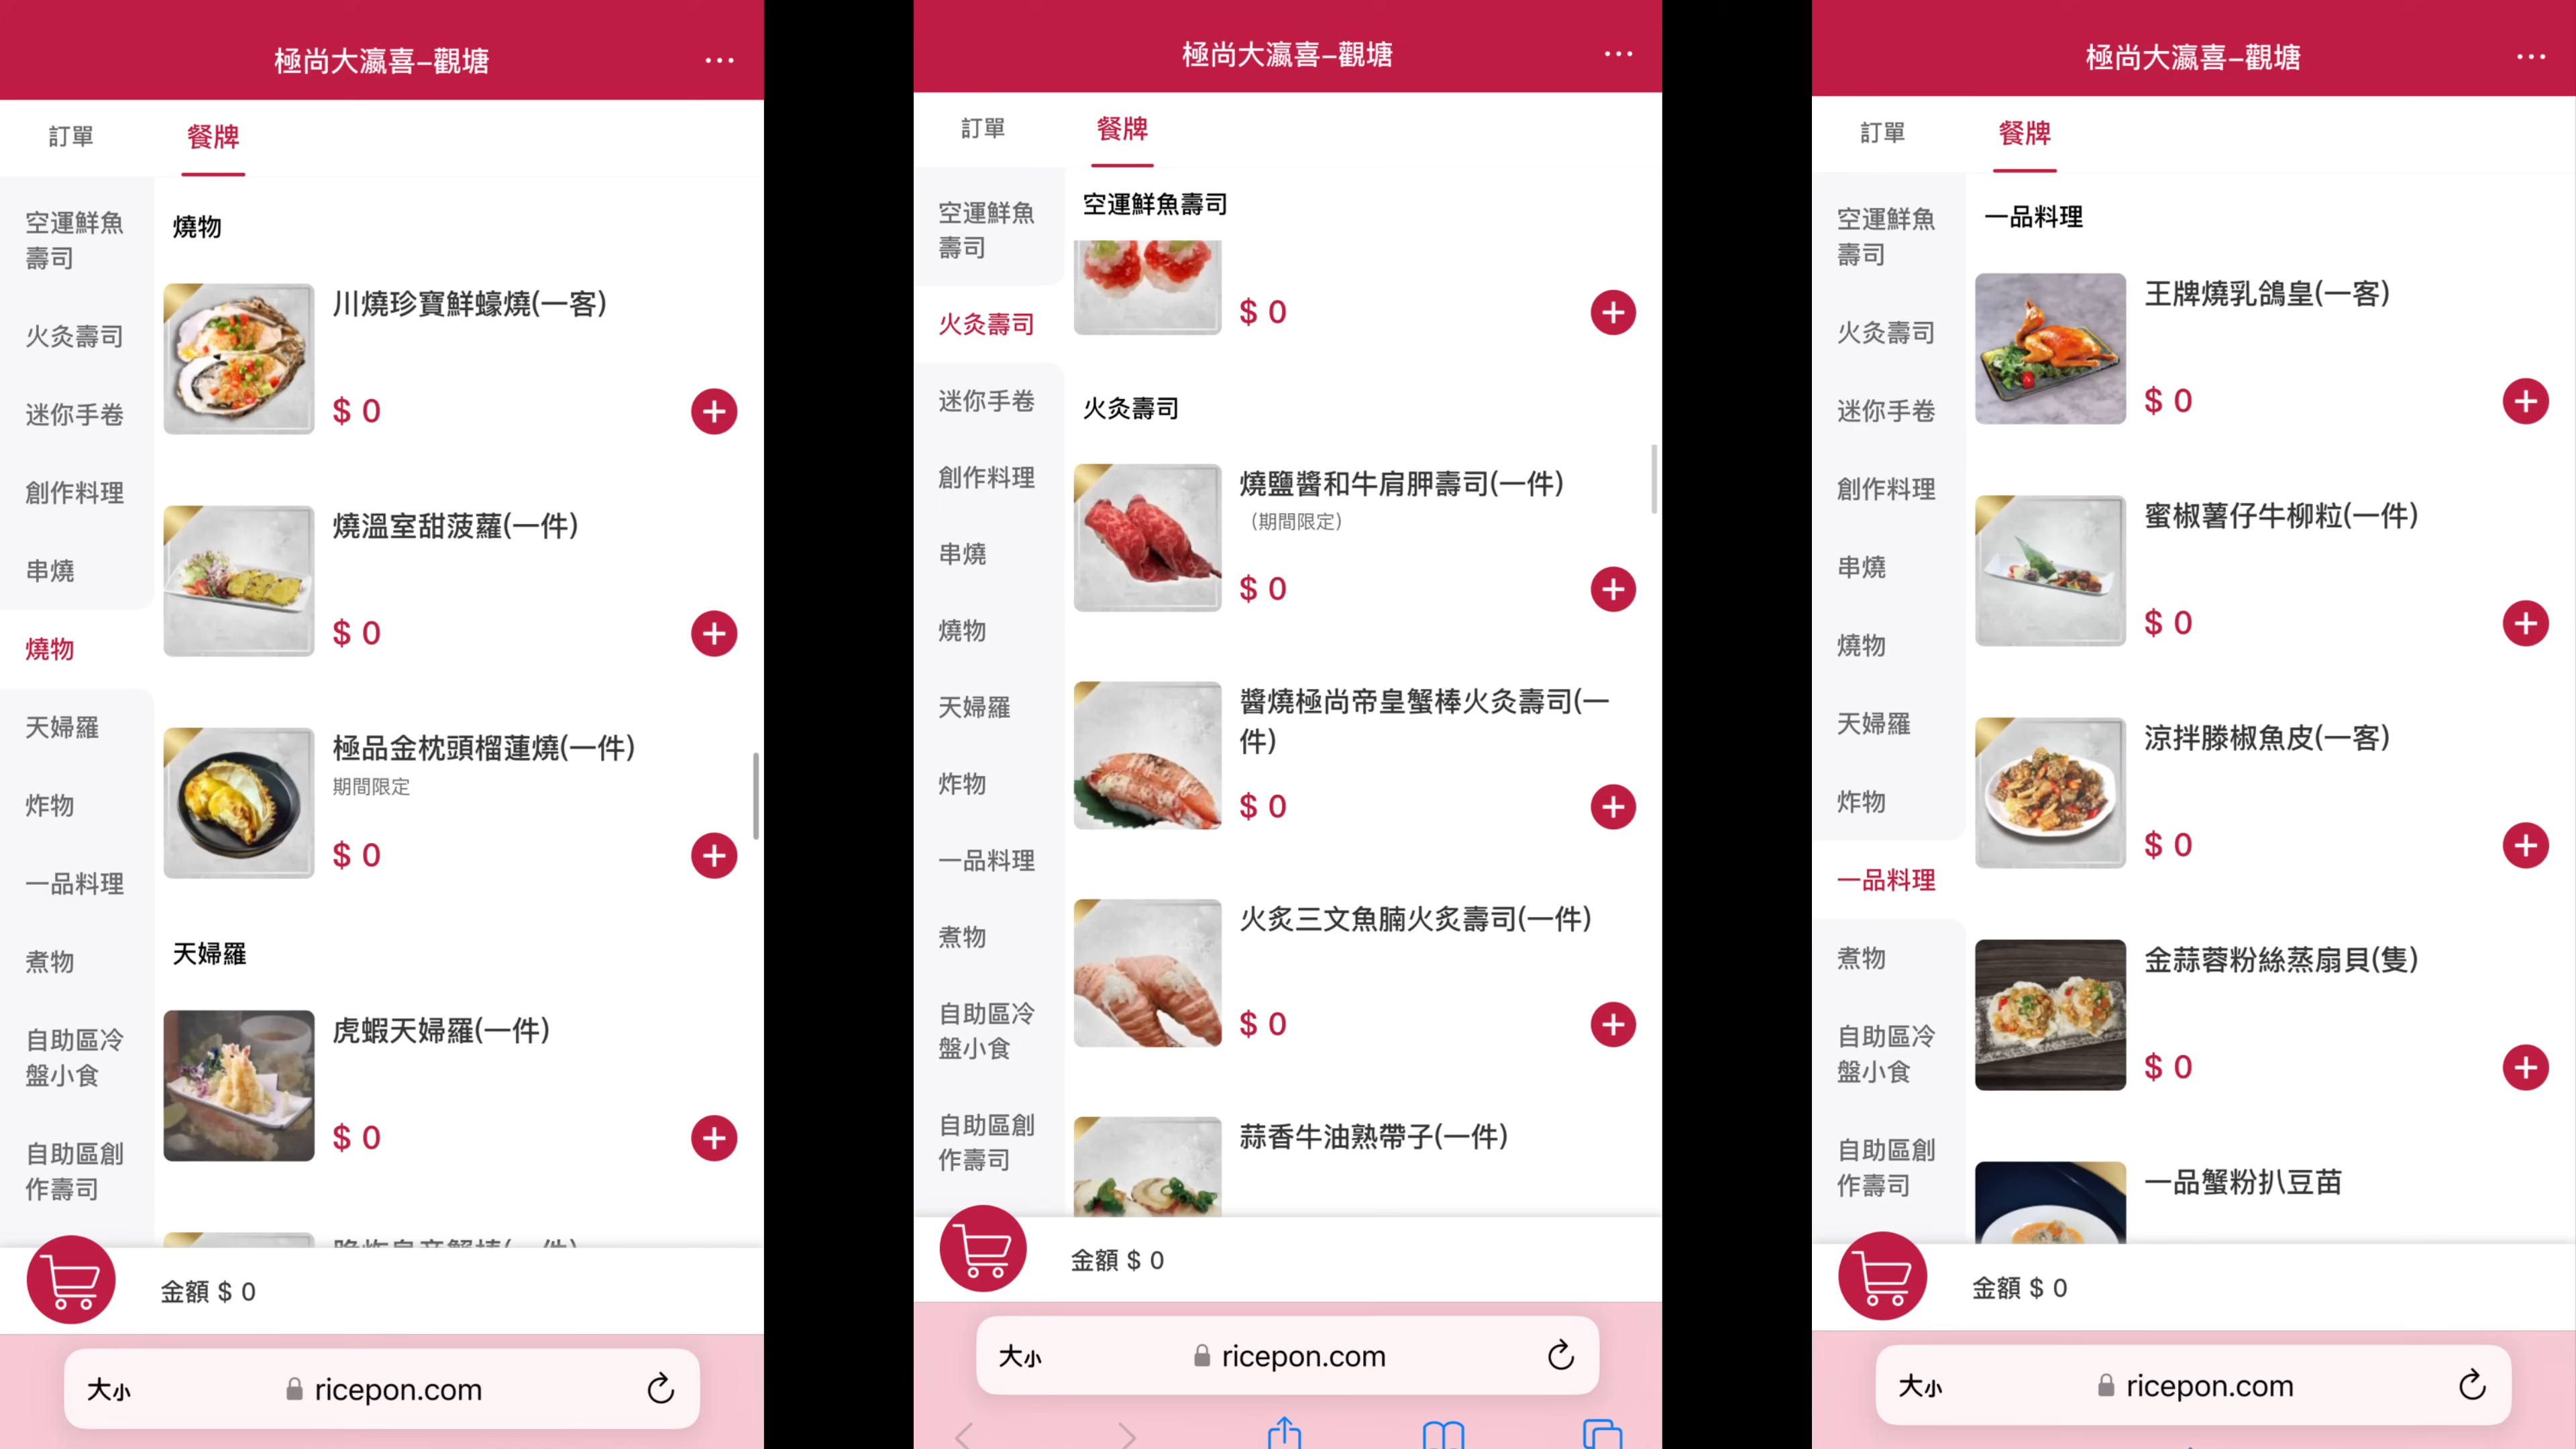 極尚大瀛喜–觀塘
訂單
餐牌
空運鮮魚
壽司
火灸壽司
迷你手卷
創作料理
串燒
燒物
天婦羅
炸物
一品料理
煮物
自助區冷
盤小食
自助區創
作壽司
燒物
川燒珍寶鮮蠔燒(一客)
$ 0
燒溫室甜菠蘿(一件)
$ 0
極品金枕頭榴蓮燒(一件)
期間限定
$ 0
天婦羅
虎蝦天婦羅(一件)
$ 0
金額 $ 0
大小
ricepon.com
極尚大瀛喜–觀塘
訂單
餐牌
空運鮮魚
壽司
火灸壽司
迷你手卷
創作料理
串燒
燒物
天婦羅
炸物
一品料理
煮物
自助區冷
盤小食
自助區創
作壽司
空運鮮魚壽司
$ 0
火灸壽司
燒鹽醬和牛肩胛壽司(一件)
（期間限定）
$ 0
醬燒極尚帝皇蟹棒火灸壽司(一
件)
$ 0
火炙三文魚腩火炙壽司(一件)
$ 0
蒜香牛油熟帶子(一件)
金額 $ 0
大小
ricepon.com
極尚大瀛喜–觀塘
訂單
餐牌
空運鮮魚
壽司
火灸壽司
迷你手卷
創作料理
串燒
燒物
天婦羅
炸物
一品料理
煮物
自助區冷
盤小食
自助區創
作壽司
一品料理
王牌燒乳鴿皇(一客)
$ 0
蜜椒薯仔牛柳粒(一件)
$ 0
涼拌滕椒魚皮(一客)
$ 0
金蒜蓉粉絲蒸扇貝(隻)
$ 0
一品蟹粉扒豆苗
金額 $ 0
大小
ricepon.com